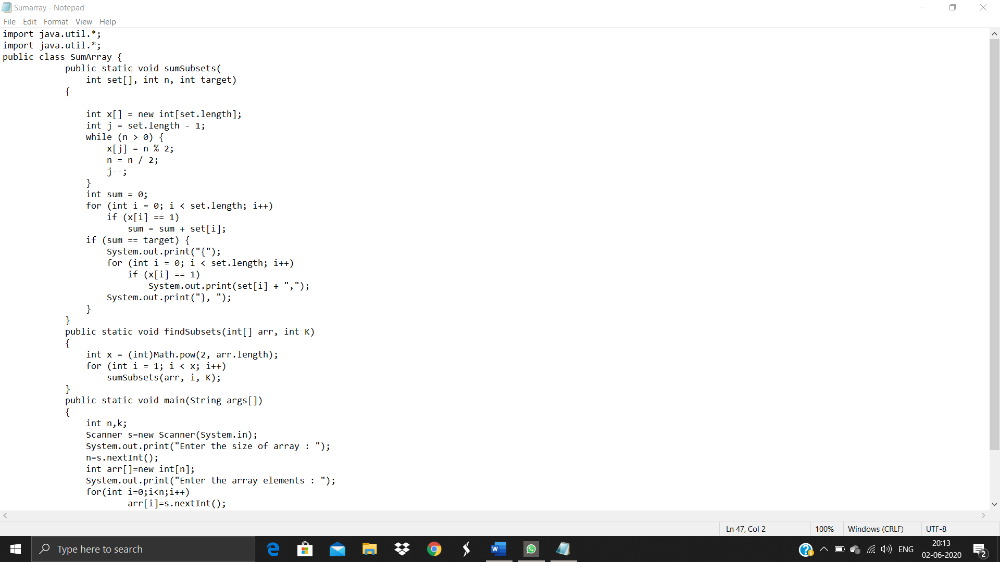 Sumarray - Notepad
File Edit Format View Help
import java.util.*;
import java.util.*;
public class SumArray {
            public static void sumSubsets(
                int set[], int n, int target)
            {

                int x[] = new int[set.length];
                int j = set.length - 1;
                while (n > 0) {
                    x[j] = n % 2;
                    n = n / 2;
                    j--;
                }
                int sum = 0;
                for (int i = 0; i < set.length; i++)
                    if (x[i] == 1)
                        sum = sum + set[i];
                if (sum == target) {
                    System.out.print("{");
                    for (int i = 0; i < set.length; i++)
                        if (x[i] == 1)
                            System.out.print(set[i] + ",");
                    System.out.print("}, ");
                }
            }
            public static void findSubsets(int[] arr, int K)
            {
                int x = (int)Math.pow(2, arr.length);
                for (int i = 1; i < x; i++)
                    sumSubsets(arr, i, K);
            }
            public static void main(String args[])
            {
                int n,k;
                Scanner s=new Scanner(System.in);
                System.out.print("Enter the size of array : ");
                n=s.nextInt();
                int arr[]=new int[n];
                System.out.print("Enter the array elements : ");
                for(int i=0;i<n;i++)
                        arr[i]=s.nextInt();
Ln 47, Col 2 100% Windows (CRLF) UTF-8
Type here to search
W
ENG
20:13
02-06-2020
2